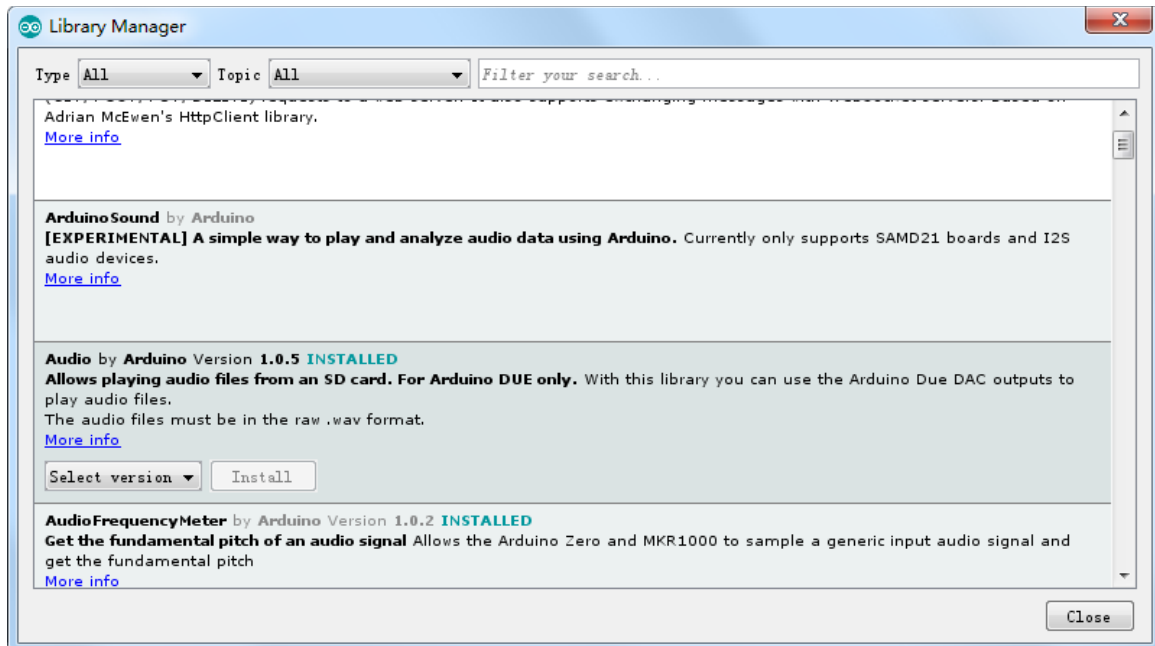 Library Manager
Type All Topic All Filter your search...
Adrian McEwen's HttpClient library.
More info
ArduinoSound by Arduino
[EXPERIMENTAL] A simple way to play and analyze audio data using Arduino. Currently only supports SAMD21 boards and I2S
audio devices.
More info
Audio by Arduino Version 1.0.5 INSTALLED
Allows playing audio files from an SD card. For Arduino DUE only. With this library you can use the Arduino Due DAC outputs to
play audio files.
The audio files must be in the raw .wav format.
More info
Select version Install
AudioFrequencyMeter by Arduino Version 1.0.2 INSTALLED
Get the fundamental pitch of an audio signal Allows the Arduino Zero and MKR1000 to sample a generic input audio signal and
get the fundamental pitch
More info
Close